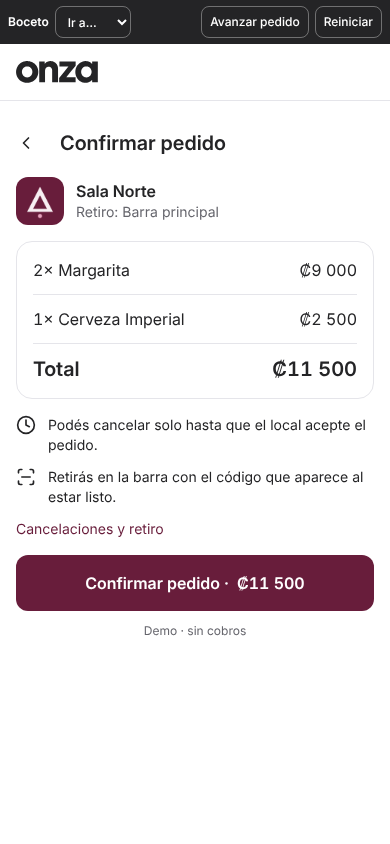 Boceto Ir a... Avanzar pedido Reiniciar
onza
Confirmar pedido
Sala Norte
Retiro: Barra principal
2× Margarita ₡9 000
1× Cerveza Imperial ₡2 500
Total ₡11 500
Podés cancelar solo hasta que el local acepte el
pedido.
Retirás en la barra con el código que aparece al
estar listo.
Cancelaciones y retiro
Confirmar pedido · ₡11 500
Demo · sin cobros